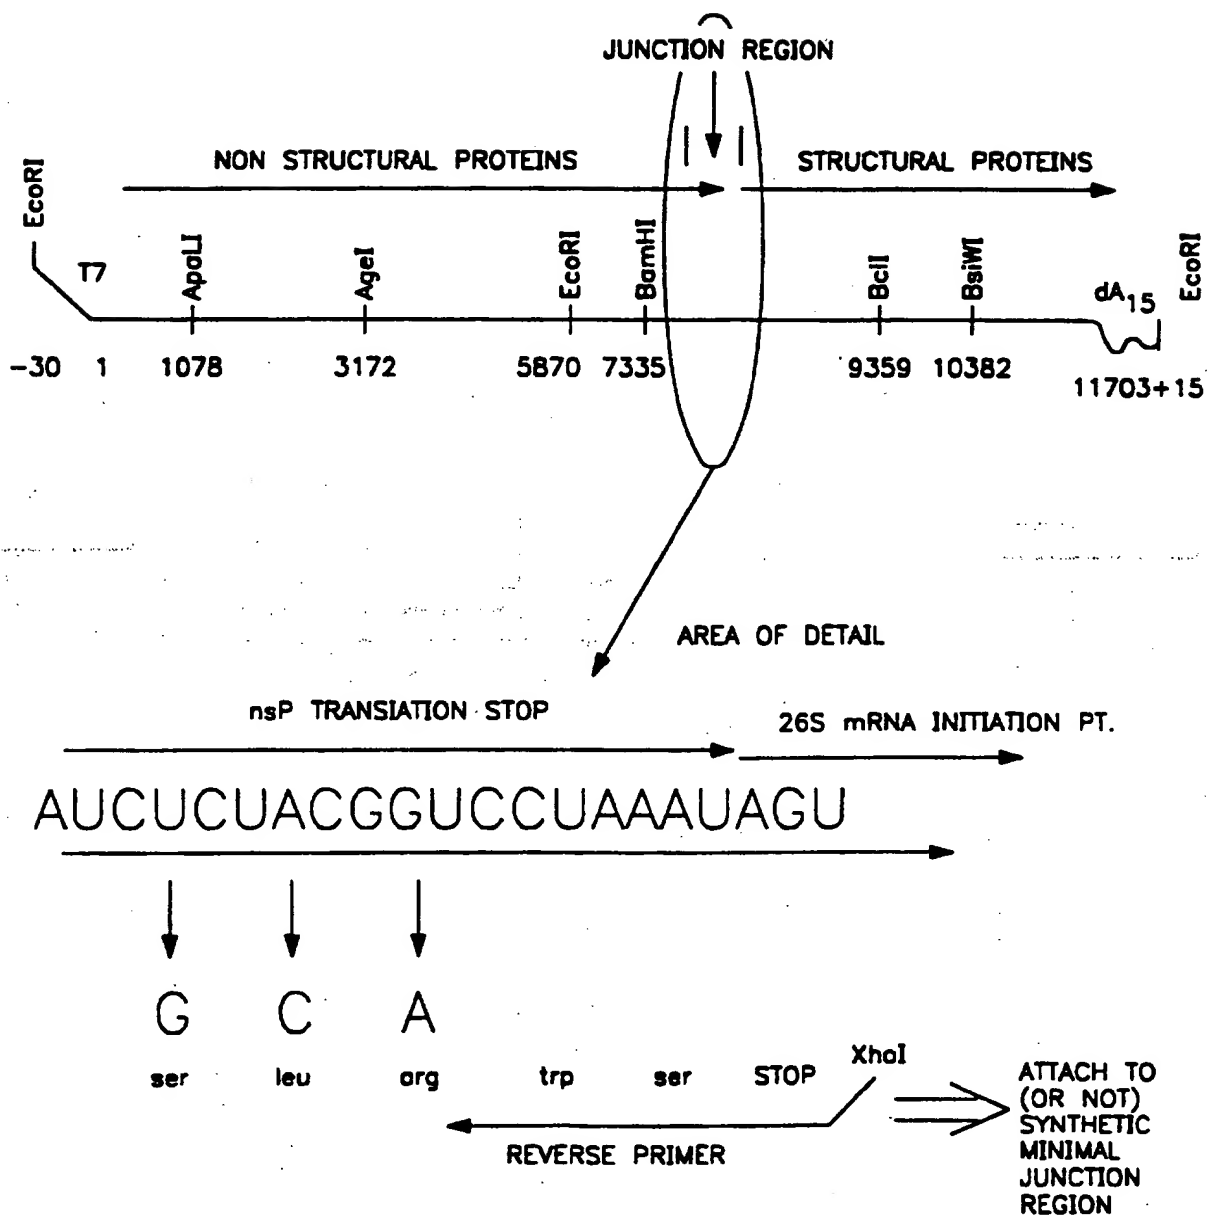 JUNCTION REGION
NON STRUCTURAL PROTEINS
STRUCTURAL PROTEINS
EcoRI
T7
ApaLI
AgeI
EcoRI
BamHI
BclI
BsiWI
dA15
EcoRI
-30 1 1078 3172 5870 7335 9359 10382 11703+15
AREA OF DETAIL
nsP TRANSIATION STOP
26S mRNA INITIATION PT.
AUCUCUACGGUCCUAAAUAGU
G C A
ser leu arg trp ser STOP
XhoI
REVERSE PRIMER
ATTACH TO
(OR NOT)
SYNTHETIC
MINIMAL
JUNCTION
REGION